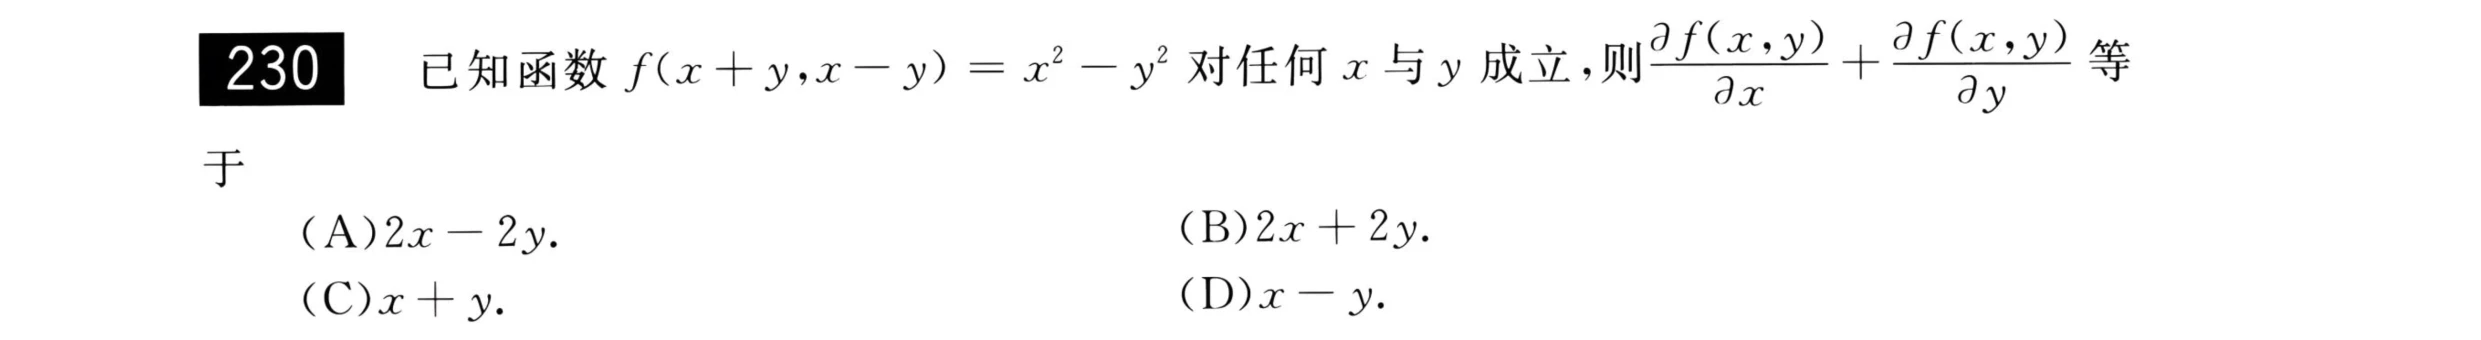 230 已知函数 f(x+y,x−y) = x² − y² 对任何 x 与 y 成立,则 ∂f(x,y)/∂x + ∂f(x,y)/∂y 等
于
(A)2x − 2y. (B)2x + 2y.
(C)x + y. (D)x − y.